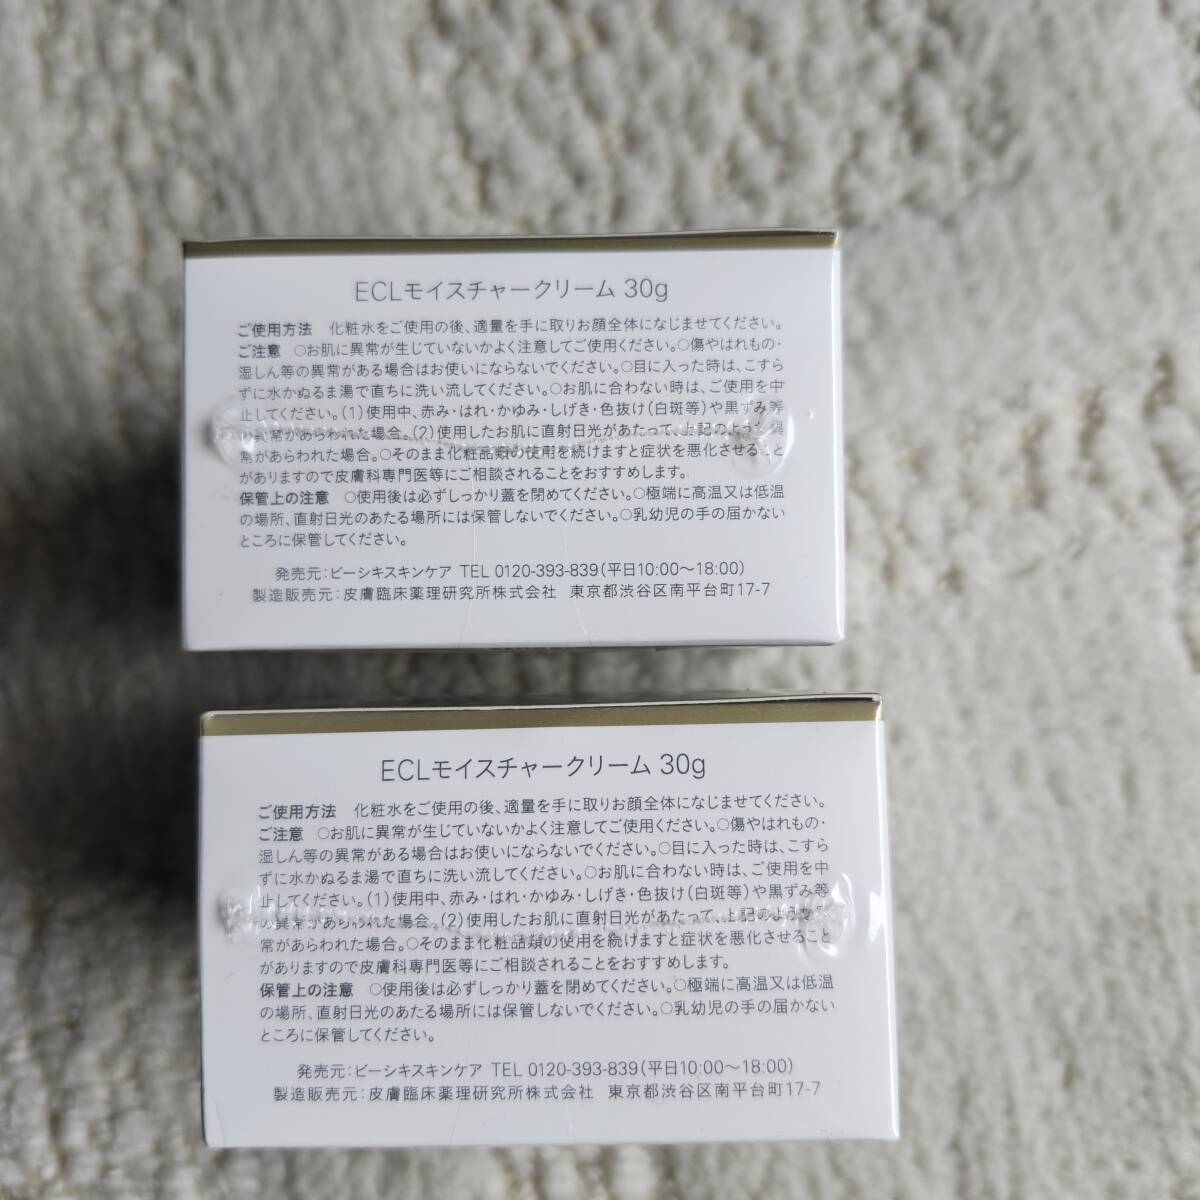 ECLモイスチャークリーム 30g
ご使用方法 化粧水をご使用の後、適量を手に取りお顔全体になじませてください。
ご注意 ○お肌に異常が生じていないかよく注意してご使用ください。○傷やはれもの・
湿しん等の異常がある場合はお使いにならないでください。○目に入った時は、こすら
ずに水かぬるま湯で直ちに洗い流してください。○お肌に合わない時は、ご使用を中
止してください。(1)使用中、赤み・はれ・かゆみ・しげき・色抜け(白斑等)や黒ずみ等
の異常があらわれた場合。(2)使用したお肌に直射日光があたって、上記のような異
常があらわれた場合。○そのまま化粧品類の使用を続けますと症状を悪化させること
がありますので皮膚科専門医等にご相談されることをおすすめします。
保管上の注意 ○使用後は必ずしっかり蓋を閉めてください。○極端に高温又は低温
の場所、直射日光のあたる場所には保管しないでください。○乳幼児の手の届かない
ところに保管してください。
発売元:ビーシキスキンケア TEL 0120-393-839(平日10:00〜18:00)
製造販売元:皮膚臨床薬理研究所株式会社 東京都渋谷区南平台町17-7
ECLモイスチャークリーム 30g
ご使用方法 化粧水をご使用の後、適量を手に取りお顔全体になじませてください。
ご注意 ○お肌に異常が生じていないかよく注意してご使用ください。○傷やはれもの・
湿しん等の異常がある場合はお使いにならないでください。○目に入った時は、こすら
ずに水かぬるま湯で直ちに洗い流してください。○お肌に合わない時は、ご使用を中
止してください。(1)使用中、赤み・はれ・かゆみ・しげき・色抜け(白斑等)や黒ずみ等
の異常があらわれた場合。(2)使用したお肌に直射日光があたって、上記のような
常があらわれた場合。○そのまま化粧品類の使用を続けますと症状を悪化させること
がありますので皮膚科専門医等にご相談されることをおすすめします。
保管上の注意 ○使用後は必ずしっかり蓋を閉めてください。○極端に高温又は低温
の場所、直射日光のあたる場所には保管しないでください。○乳幼児の手の届かない
ところに保管してください。
発売元:ビーシキスキンケア TEL 0120-393-839(平日10:00〜18:00)
製造販売元:皮膚臨床薬理研究所株式会社 東京都渋谷区南平台町17-7